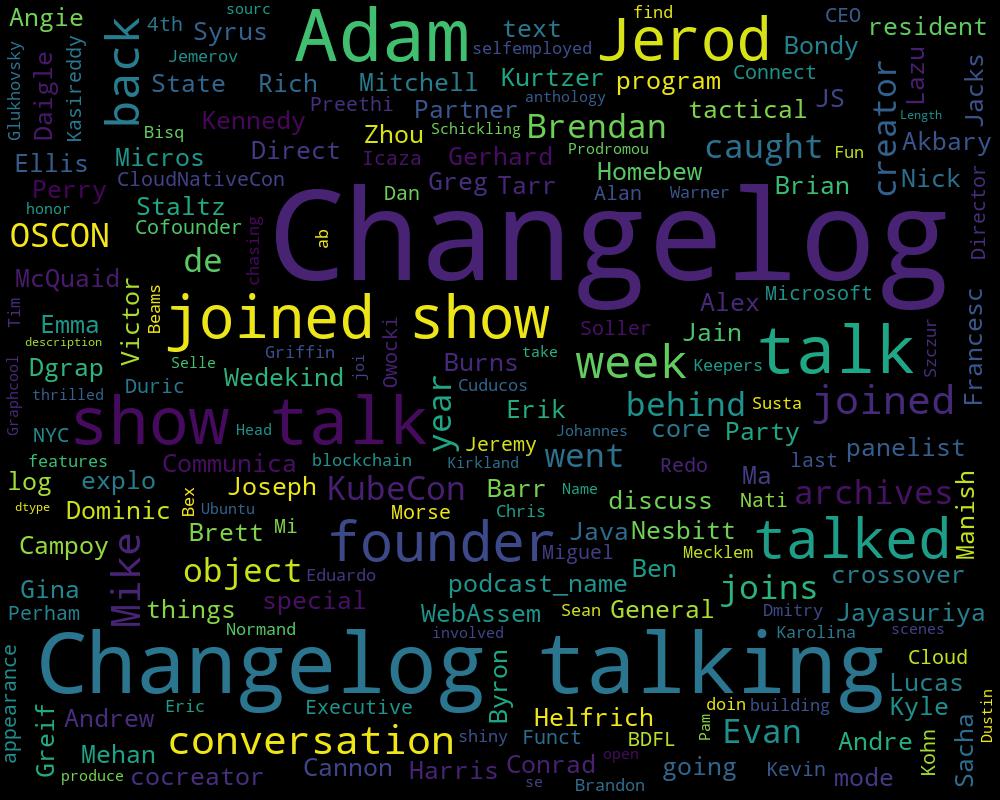 Angie
4th
sourc
Syrus
Adam
text
selfemployed
find
Jerod
CEO
Bondy
resident
Glukhovsky
Daigle
Kasireddy
back
Jemerov
State
Rich
Mitchell
Kurtzer
program
Connect
creator
Lazu
Jacks
Preethi
Partner
anthology
tactical
JS
Length
Bisq
Kennedy
Zhou
Schickling
Brendan
caught
Fun
Akbary
Ellis
Micros
Direct
Icaza
Gerhard
Prodromou
Homebew
Nick
Perry
CloudNativeCon
Dan
Greg
Tarr
Alan
Warner
Brian
Director
honor
Staltz
Cofounder
chasing
Changelog
OSCON
ab
de
McQuaid
Victor
Beams
Tim
Emma
description
joined show
Alex
Microsoft
Soller
Jain
talk
Szczur
Francesc
Dgrap
Selle
Griffin
joi
Owocki
Burns
take
week
Keepers
Graphcool
thrilled
Duric
Wedekind
Cuducos
year
Erik
behind
Susta
joined
NYC
show talk
Head
Jeremy
Johannes
core
Party
panelist
features
Communica
blockchain
Kirkland
went
Redo
Ma
last
log
explo
Joseph
KubeCon
Barr
Name
discuss
Nati
archives
Manish
dtype
Dominic
Bex
Ubuntu
Morse
Chris
Campoy
Mike
Brett
Mi
founder
Miguel
Java
Nesbitt
Mecklem
talked
Gina
object
Eduardo
podcast_name
Ben
joins
crossover
Perham
things
special
WebAssem
Sean
General
Dmitry
Jayasuriya
Normand
involved
Karolina
scenes
Changelog talking
Cloud
appearance
Byron
Lucas
Greif
Andrew
Eric
Executive
Helfrich
Pam
doin
building
Kyle
Dustin
Mehan
conversation
shiny
Funct
BDFL
Evan
Andre
Kohn
Sacha
produce
cocreator
Cannon
Harris
Conrad
open
se
Brandon
going
Kevin
mode